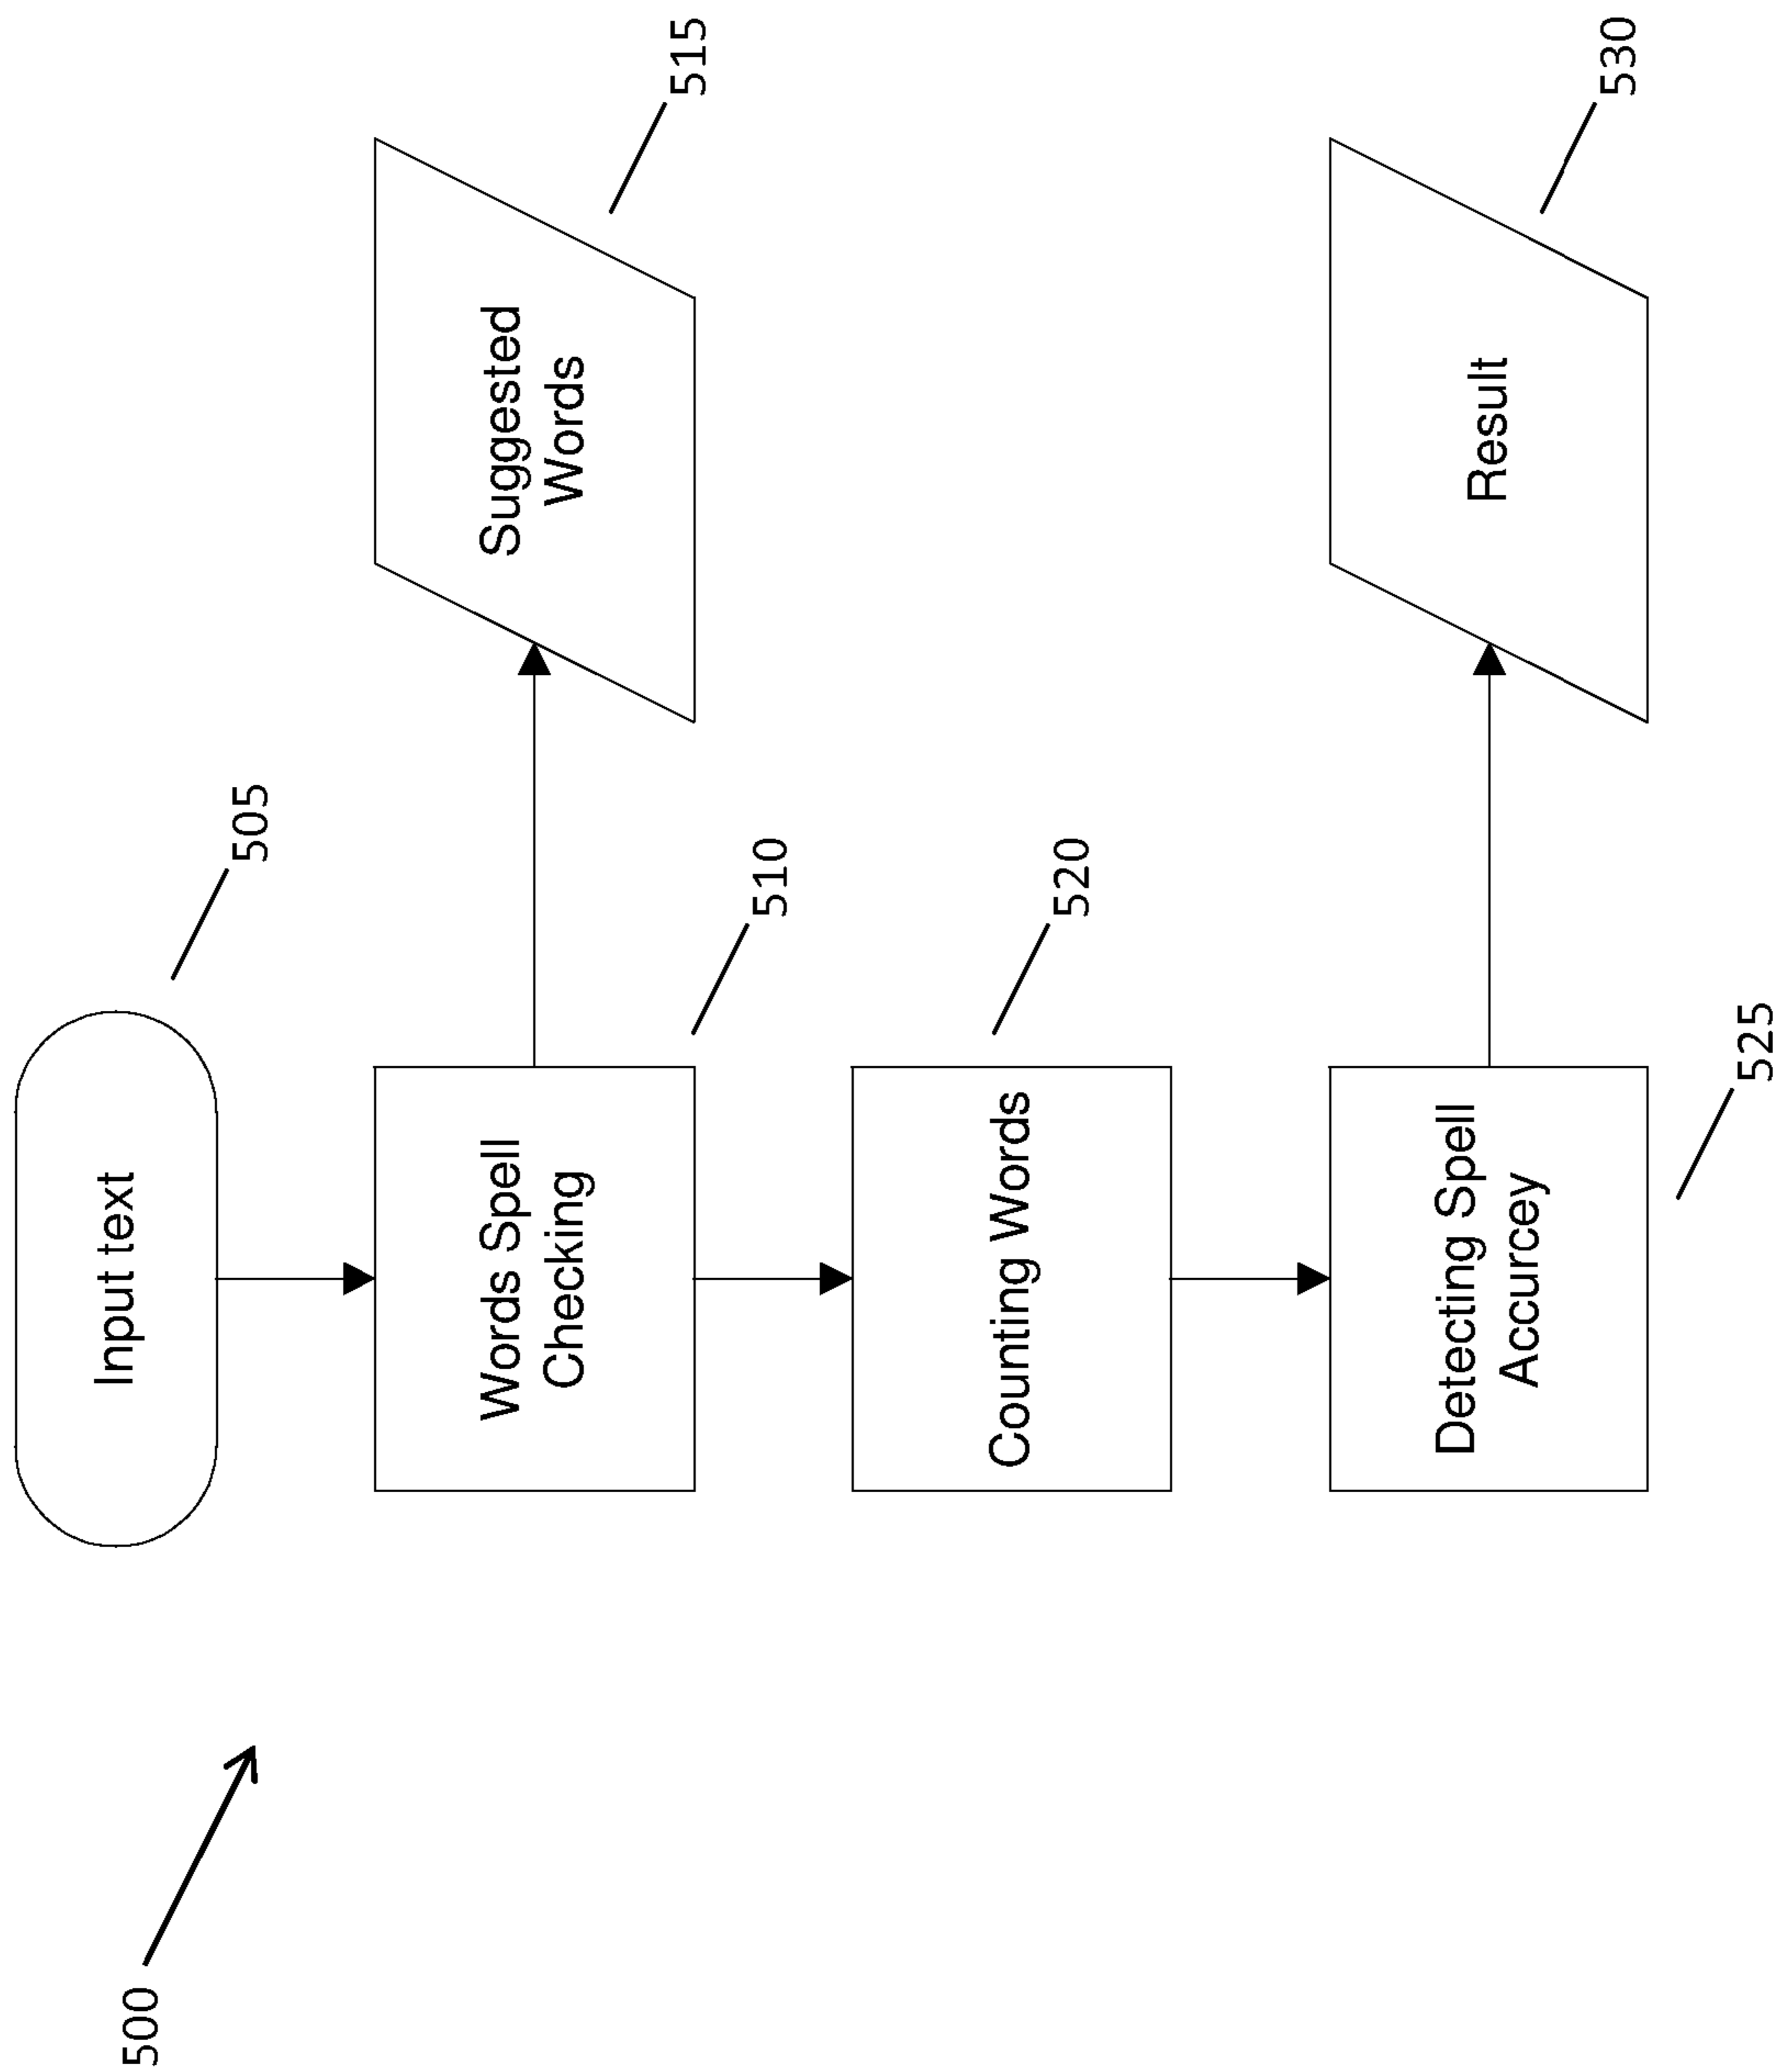 500
Input text
505
Words Spell
Checking
510
Suggested
Words
515
Counting Words
520
Detecting Spell
Accurcey
525
Result
530